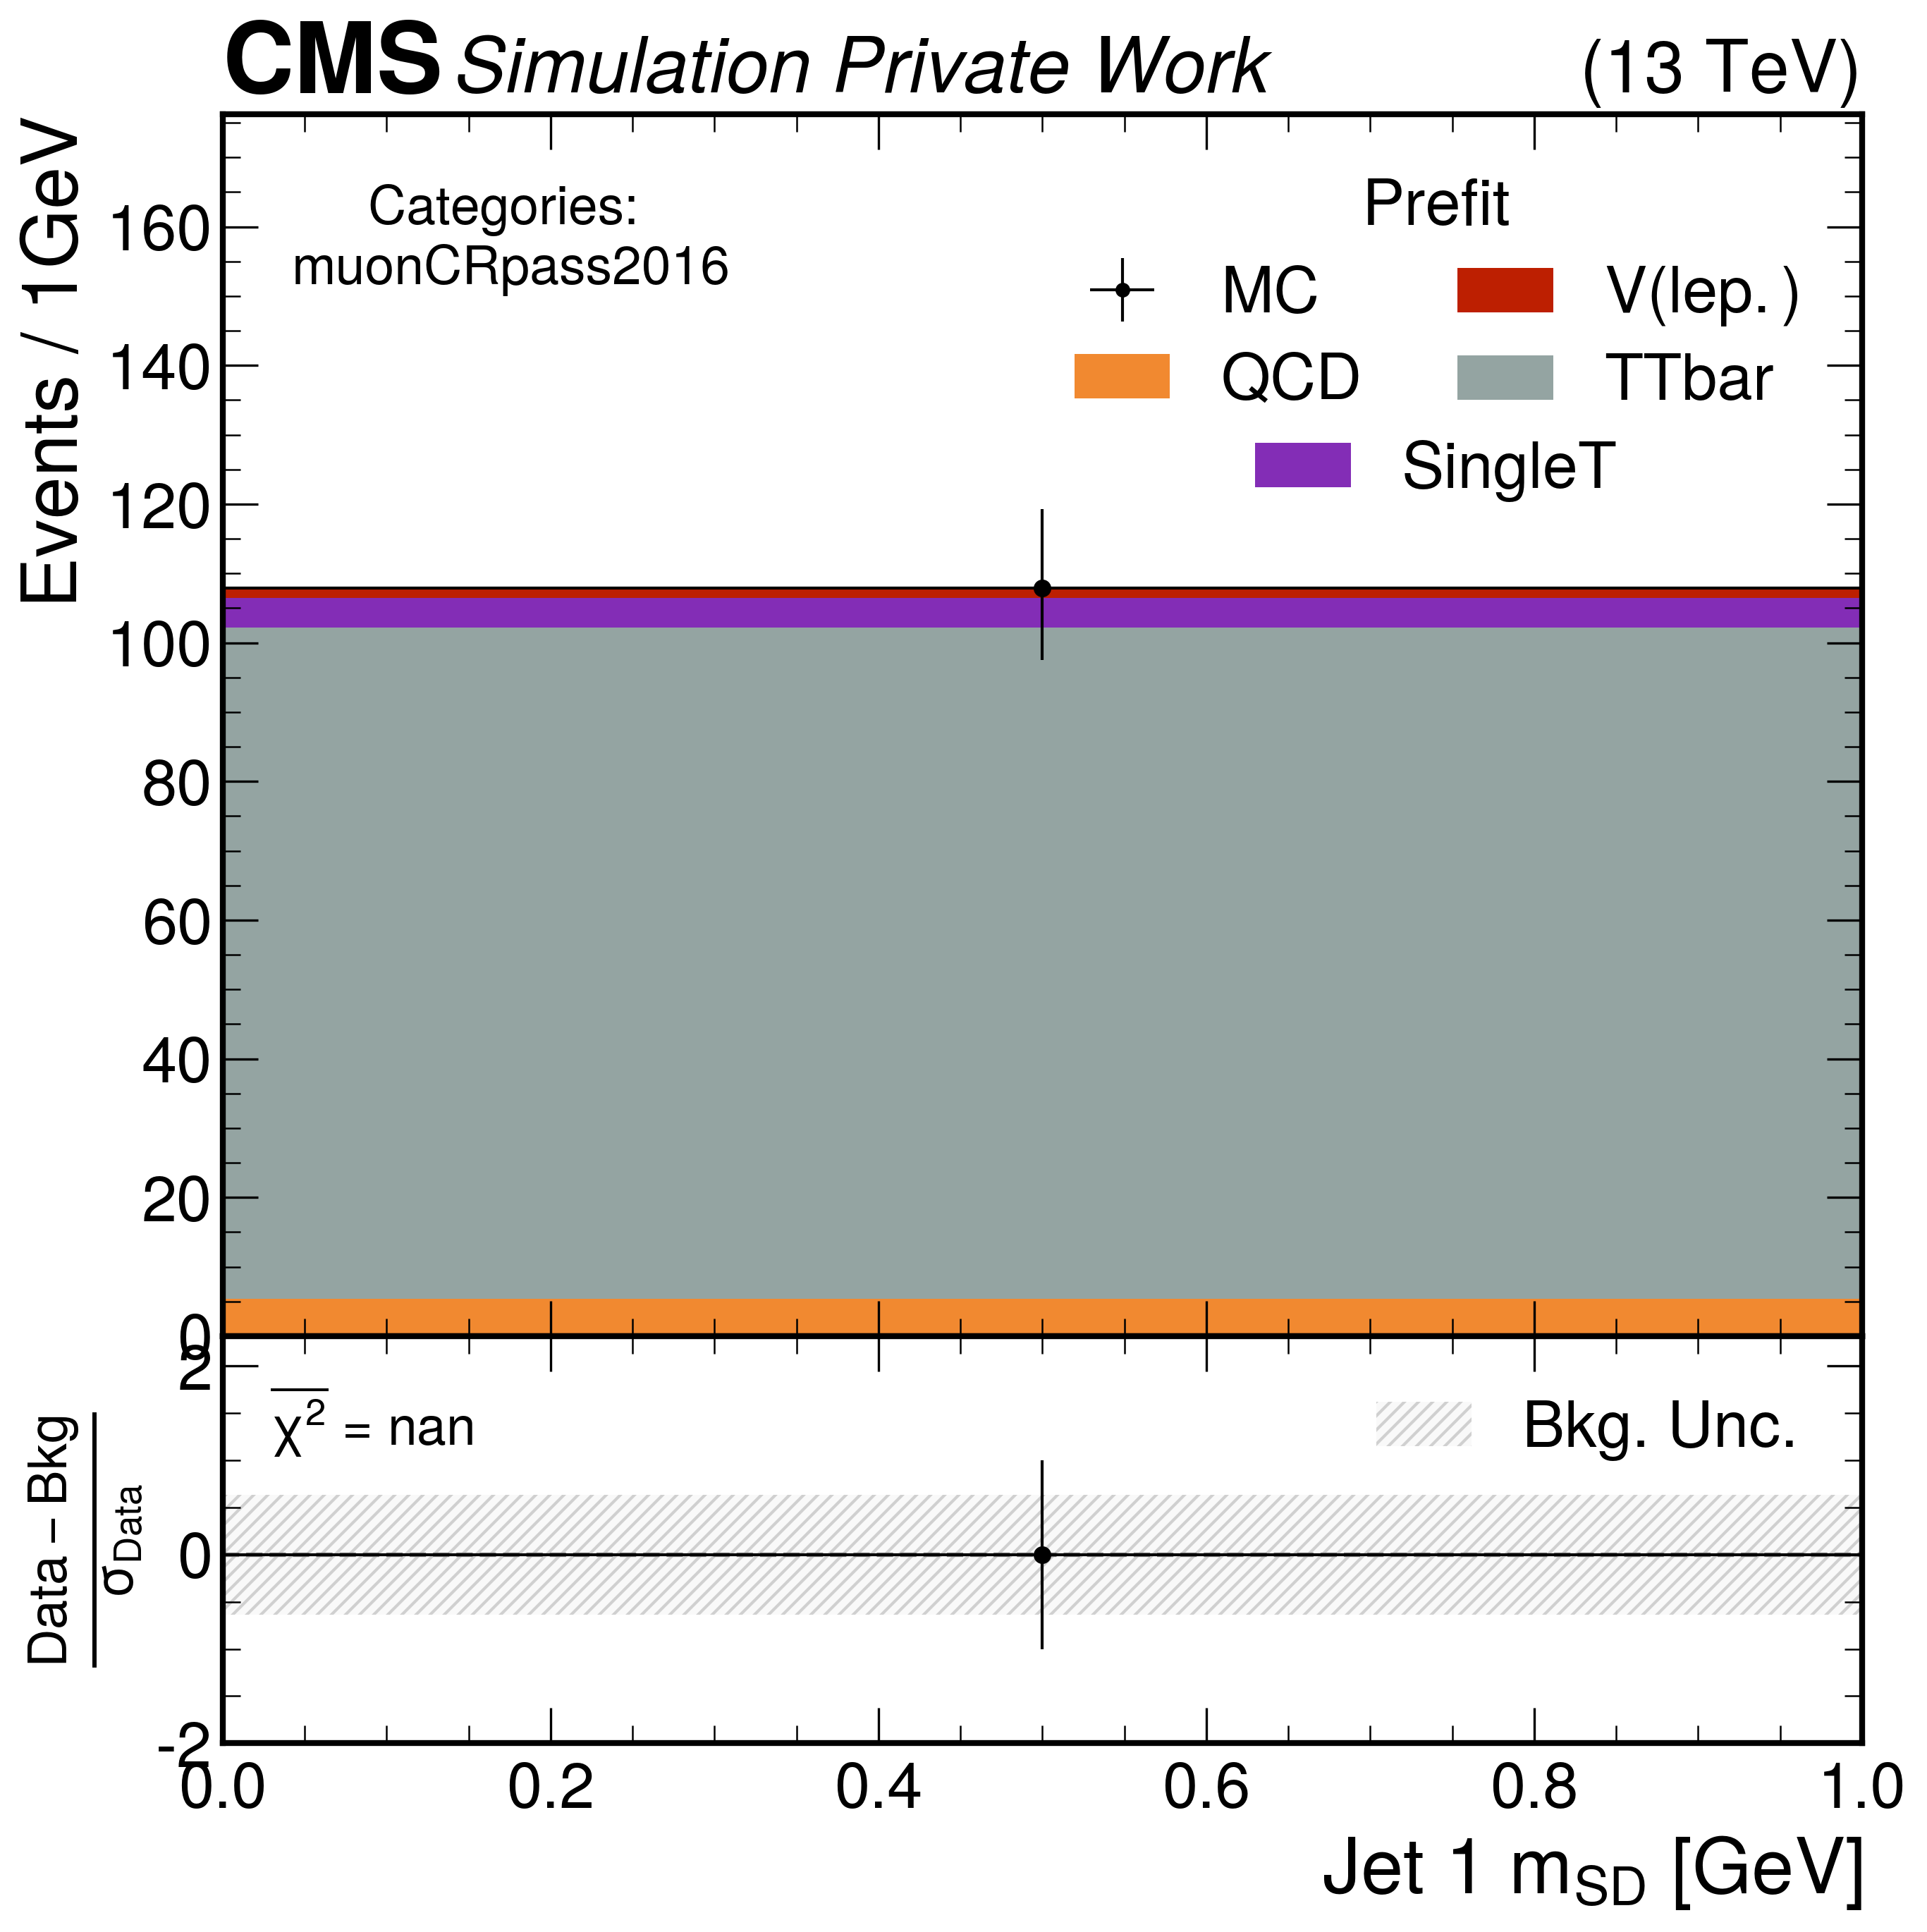 CMS Simulation Private Work (13 TeV)
Events / 1 GeV
160
140
120
100
80
60
40
20
0
Categories:
muonCRpass2016
Prefit
MC V(lep.)
QCD TTbar
SingleT
Data − Bkg
σData
2
0
-2
χ² = nan
Bkg. Unc.
0.0 0.2 0.4 0.6 0.8 1.0
Jet 1 mSD [GeV]